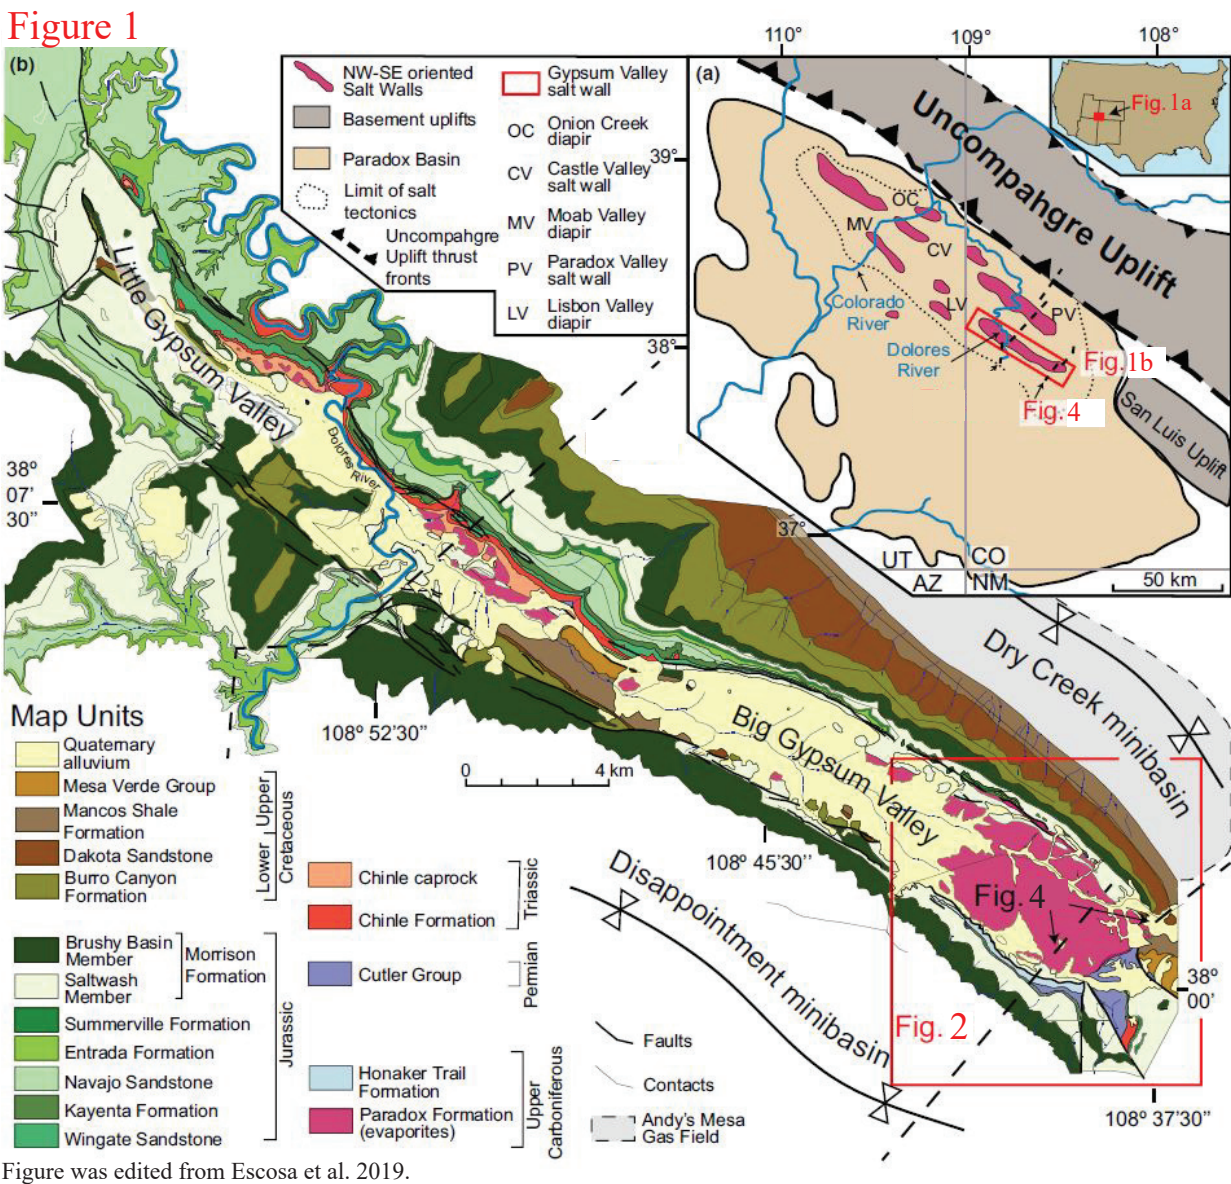 Figure 1
(b)
NW-SE oriented
Salt Walls
Basement uplifts
Paradox Basin
Limit of salt
tectonics
Uncompahgre
Uplift thrust
fronts
Gypsum Valley
salt wall
OC Onion Creek
diapir
CV Castle Valley
salt wall
MV Moab Valley
diapir
PV Paradox Valley
salt wall
LV Lisbon Valley
diapir
110°
109°
108°
(a)
39°
38°
37°
Uncompahgre Uplift
San Luis Uplift
Fig. 1a
OC
MV
CV
LV
PV
Colorado
River
Dolores
River
Fig. 1b
Fig. 4
UT
CO
AZ
NM
50 km
Little Gypsum Valley
Dolores River
38°
07'
30"
Dry Creek minibasin
Big Gypsum Valley
108° 52'30"
0 4 km
108° 45'30"
Disappointment minibasin
Fig. 4
Fig. 2
38°
00'
108° 37'30"
Map Units
Quaternary
alluvium
Mesa Verde Group
Mancos Shale
Formation
Dakota Sandstone
Burro Canyon
Formation
Upper
Lower
Cretaceous
Brushy Basin
Member
Saltwash
Member
Morrison
Formation
Summerville Formation
Entrada Formation
Navajo Sandstone
Kayenta Formation
Wingate Sandstone
Jurassic
Chinle caprock
Chinle Formation
Triassic
Cutler Group
Permian
Honaker Trail
Formation
Paradox Formation
(evaporites)
Upper
Carboniferous
Faults
Contacts
Andy's Mesa
Gas Field
Figure was edited from Escosa et al. 2019.